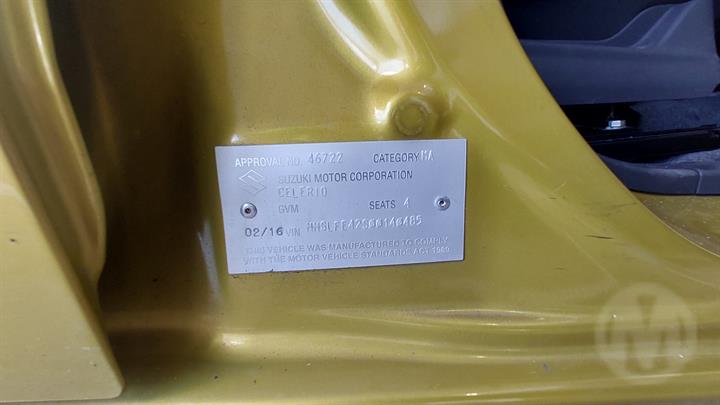 APPROVAL NO. 46722 CATEGORY MA
SUZUKI MOTOR CORPORATION
CELERIO
GVM SEATS 4
02/16 VIN
THIS VEHICLE WAS MANUFACTURED TO COMPLY
WITH THE MOTOR VEHICLE STANDARDS ACT 1989
M